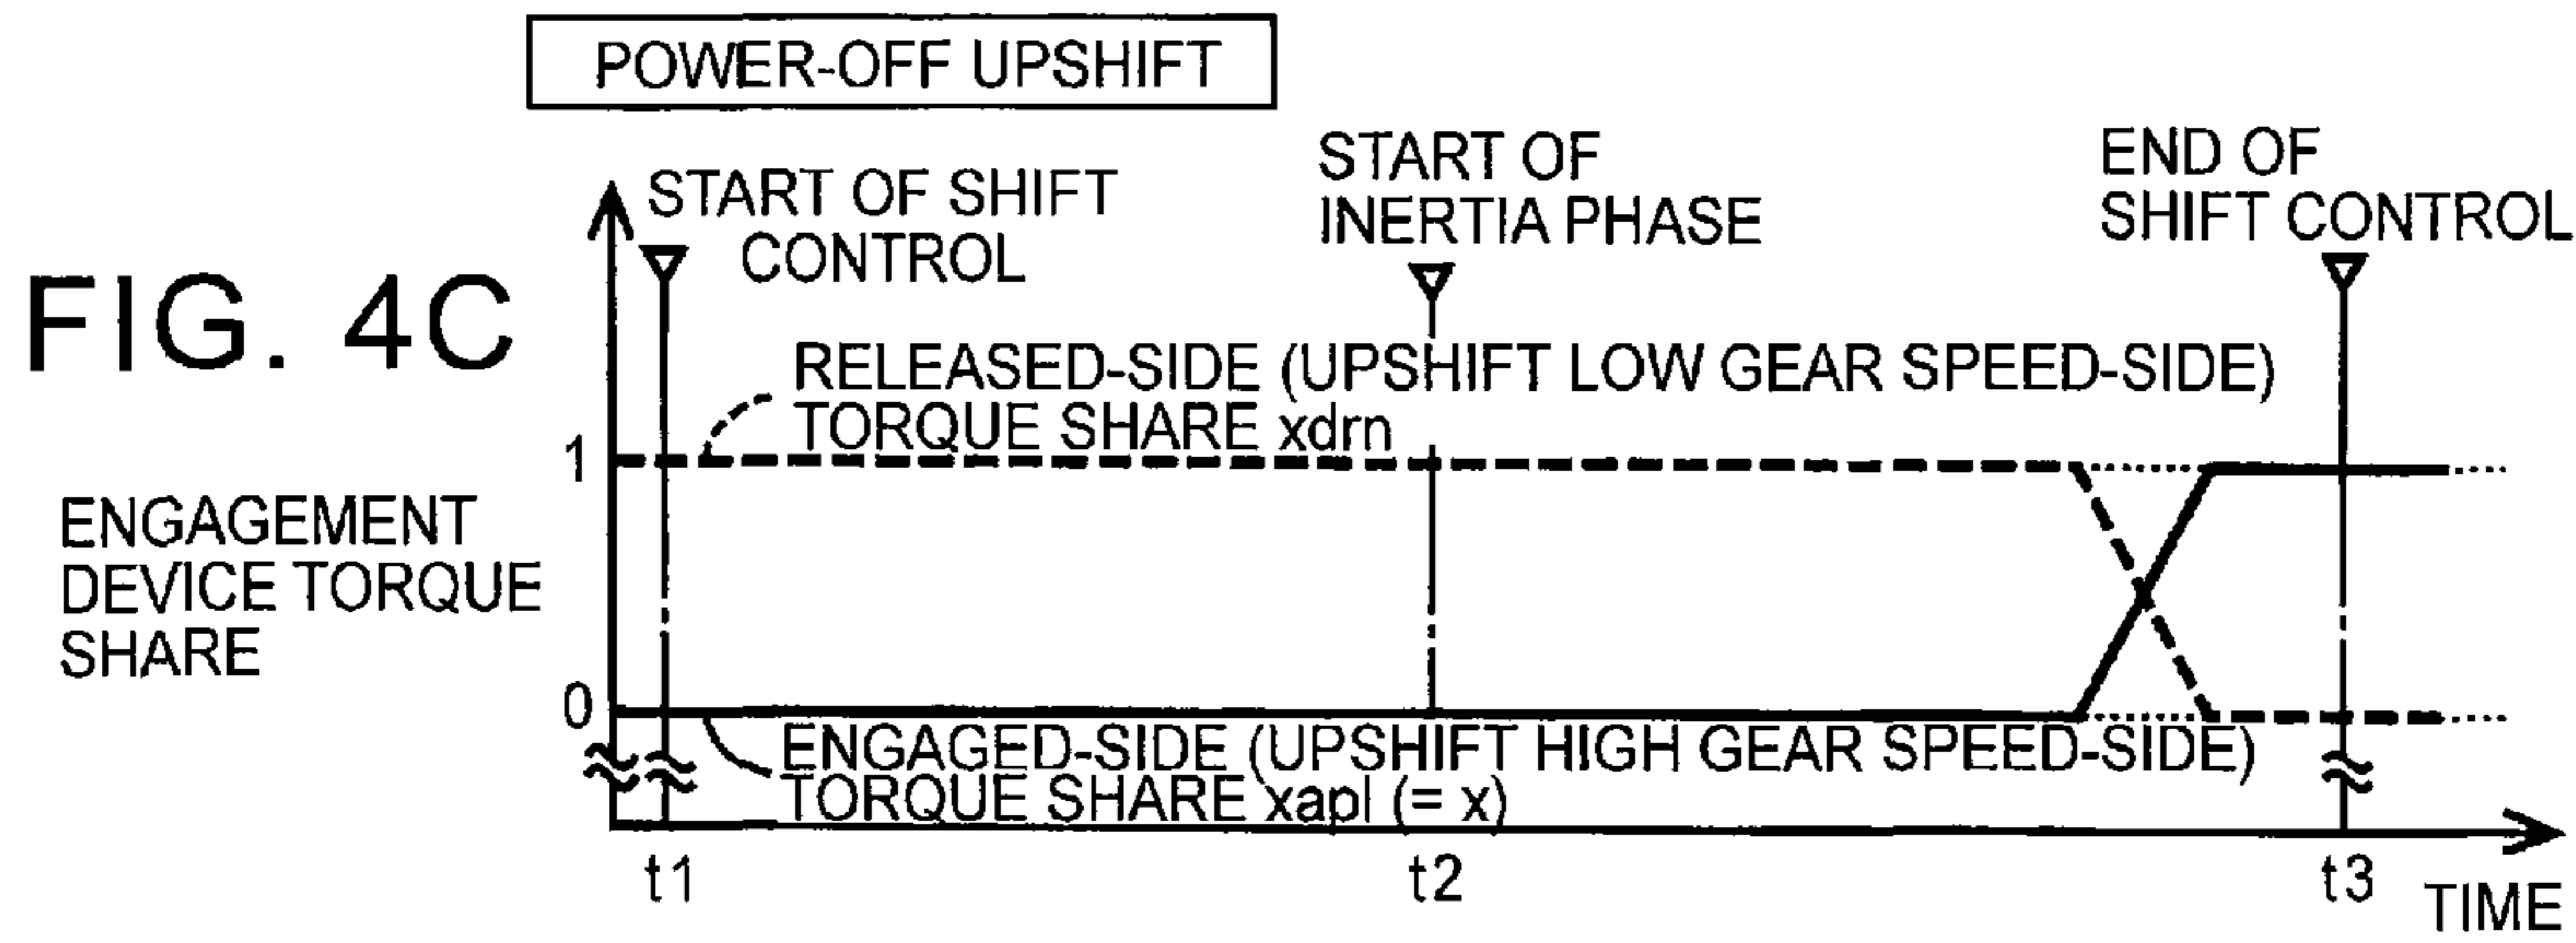 POWER-OFF UPSHIFT
FIG. 4C
START OF SHIFT
CONTROL
START OF
INERTIA PHASE
END OF
SHIFT CONTROL
RELEASED-SIDE (UPSHIFT LOW GEAR SPEED-SIDE)
TORQUE SHARE xdrn
1
ENGAGEMENT
DEVICE TORQUE
SHARE
0
ENGAGED-SIDE (UPSHIFT HIGH GEAR SPEED-SIDE)
TORQUE SHARE xapl (= x)
t1
t2
t3
TIME